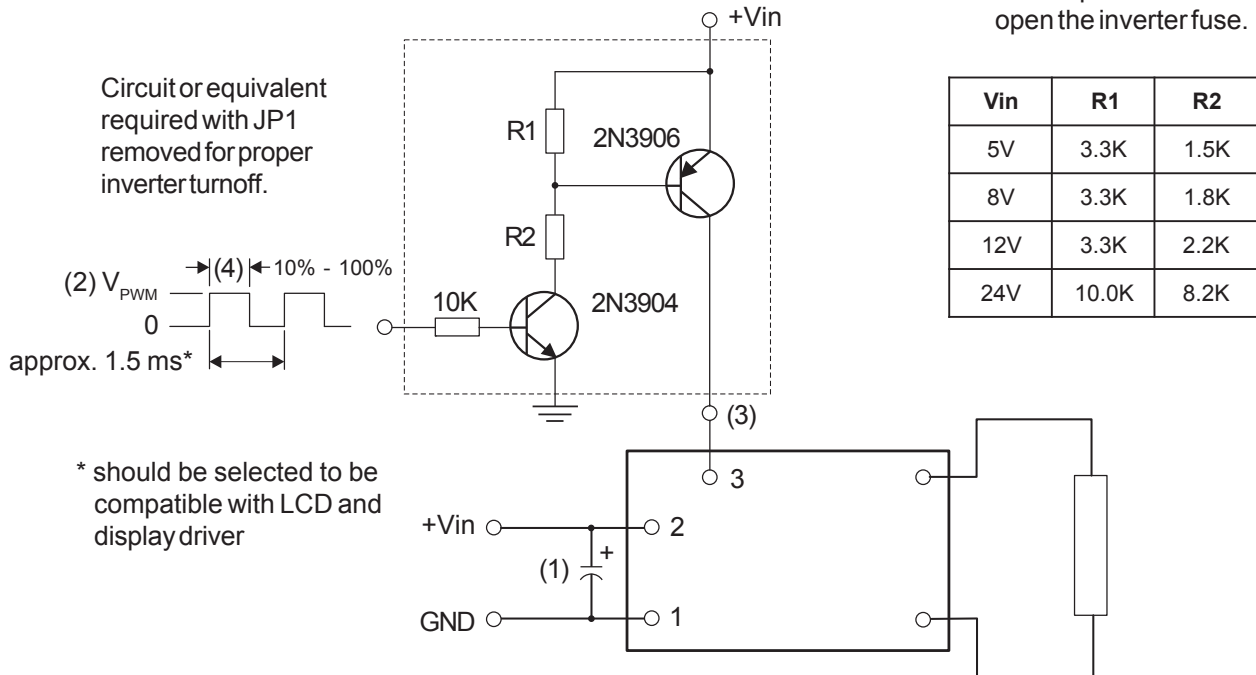 +Vin
open the inverter fuse.
Circuit or equivalent
required with JP1
removed for proper
inverter turnoff.
R1
2N3906
R2
(2) VPWM
(4)
10% - 100%
0
approx. 1.5 ms*
10K
2N3904
Vin R1 R2
5V 3.3K 1.5K
8V 3.3K 1.8K
12V 3.3K 2.2K
24V 10.0K 8.2K
(3)
* should be selected to be
compatible with LCD and
display driver
3
+Vin
2
(1)
+
GND
1